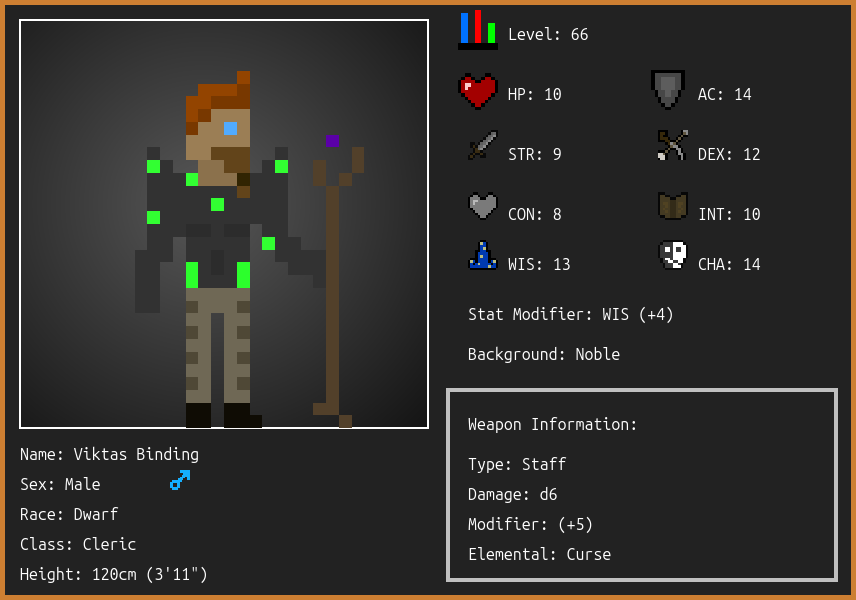 Level: 66
HP: 10
AC: 14
STR: 9
DEX: 12
CON: 8
INT: 10
WIS: 13
CHA: 14
Stat Modifier: WIS (+4)
Background: Noble
Weapon Information:
Type: Staff
Damage: d6
Modifier: (+5)
Elemental: Curse
Name: Viktas Binding
Sex: Male
Race: Dwarf
Class: Cleric
Height: 120cm (3'11")